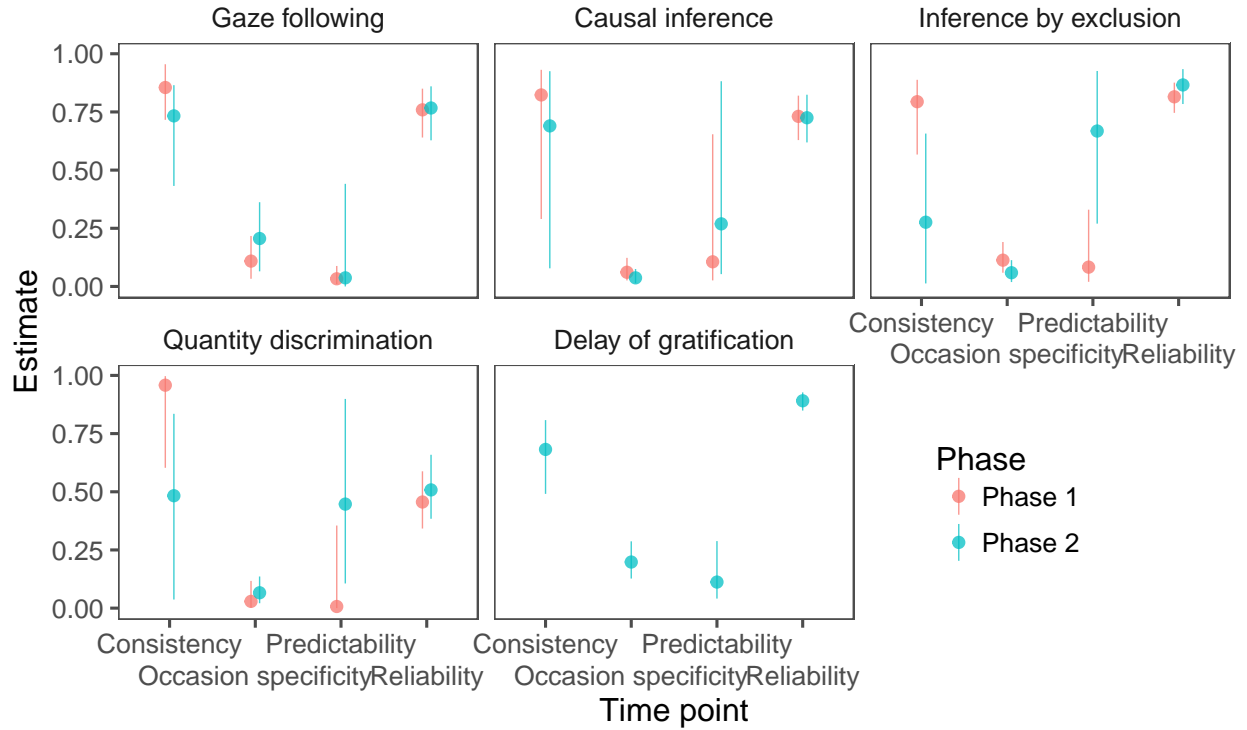 Gaze following
Causal inference
Inference by exclusion
1.00
0.75
0.50
0.25
0.00
Consistency
Predictability
Occasion specificity
Reliability
Quantity discrimination
Delay of gratification
Estimate
1.00
0.75
0.50
0.25
0.00
Consistency
Predictability
Occasion specificity
Reliability
Consistency
Predictability
Occasion specificity
Reliability
Time point
Phase
Phase 1
Phase 2